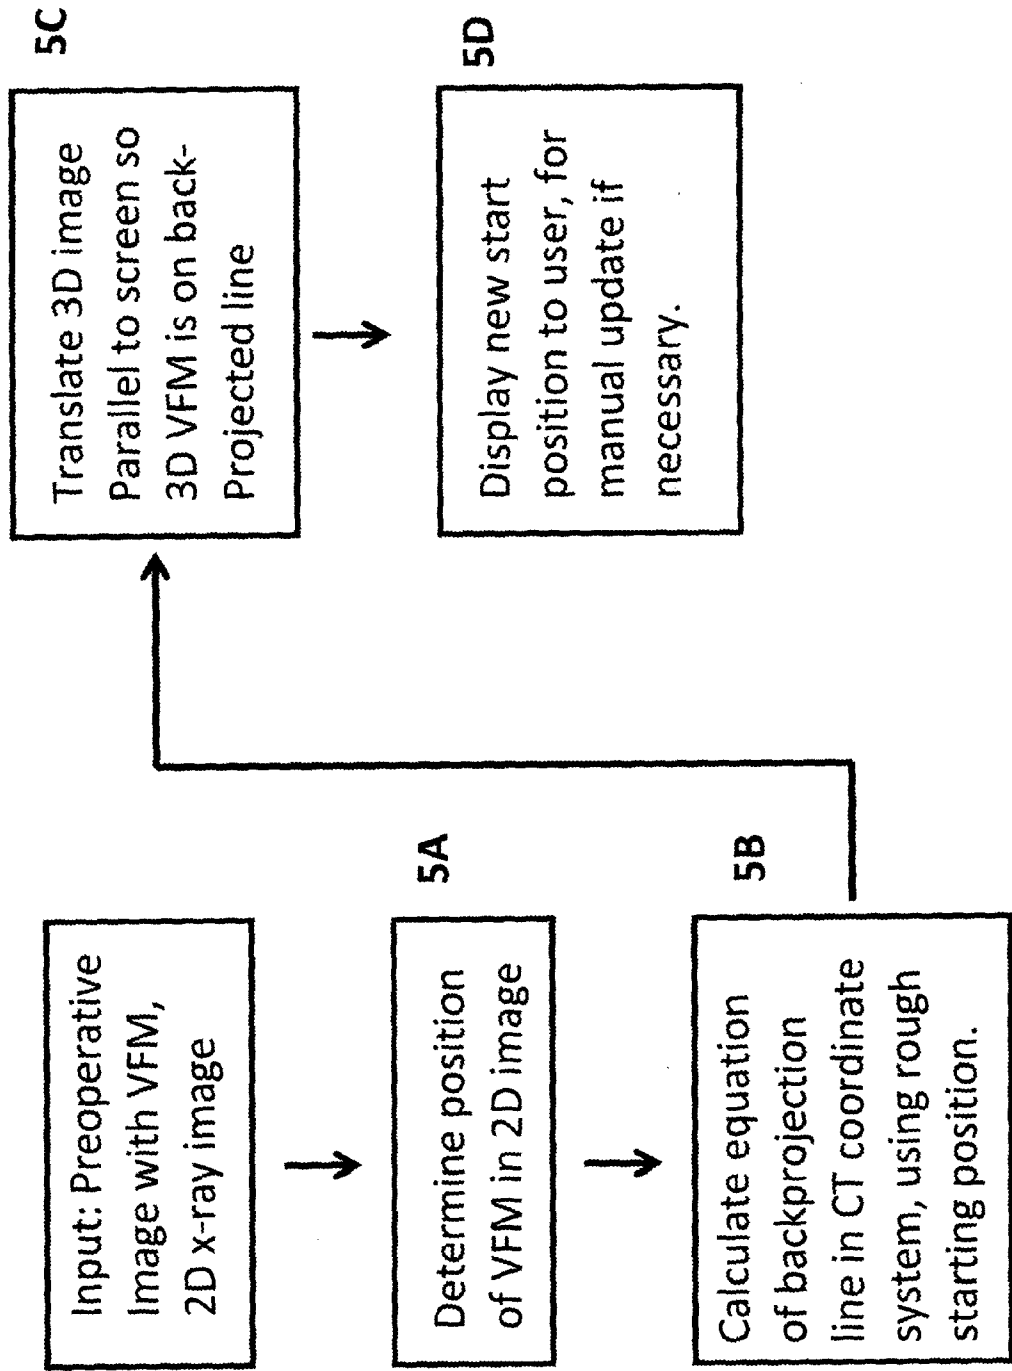 Input: Preoperative
Image with VFM,
2D x-ray image
5A
Determine position
of VFM in 2D image
5B
Calculate equation
of backprojection
line in CT coordinate
system, using rough
starting position.
5C
Translate 3D image
Parallel to screen so
3D VFM is on back-
Projected line
5D
Display new start
position to user, for
manual update if
necessary.